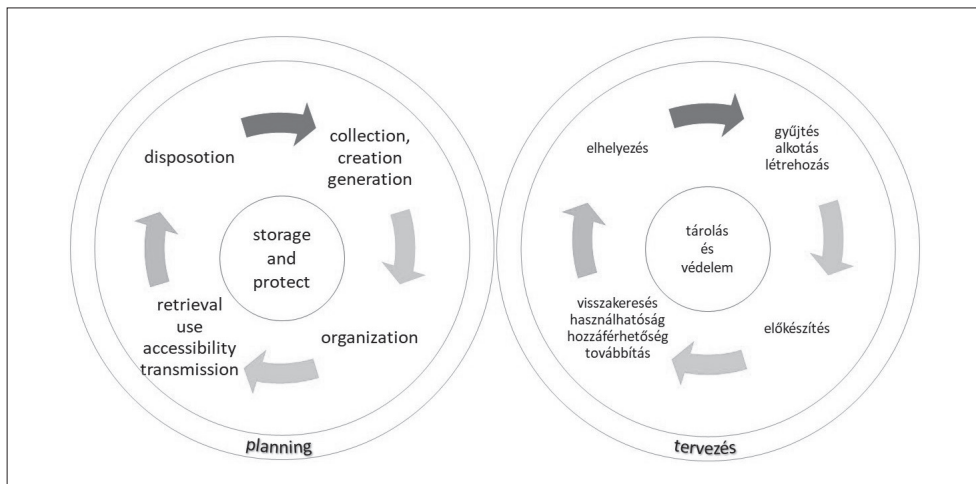 disposotion
collection,
creation
generation
storage
and
protect
retrieval
use
accessibility
transmission
organization
planning
elhelyezés
gyűjtés
alkotás
létrehozás
tárolás
és
védelem
visszakeresés
használhatóság
hozzáférhetőség
továbbítás
előkészítés
tervezés